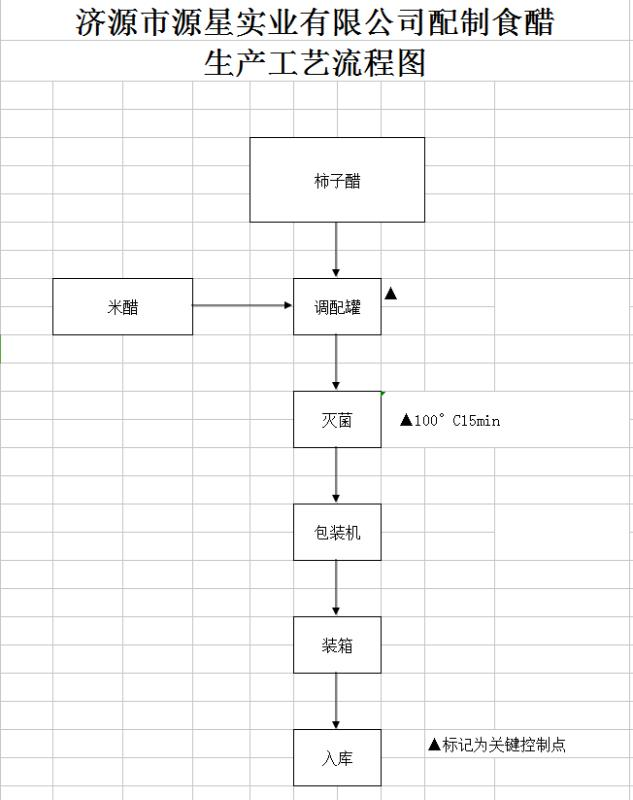 济源市源星实业有限公司配制食醋
生产工艺流程图
柿子醋
米醋
调配罐
▲
灭菌
▲100°C15min
包装机
装箱
入库
▲标记为关键控制点